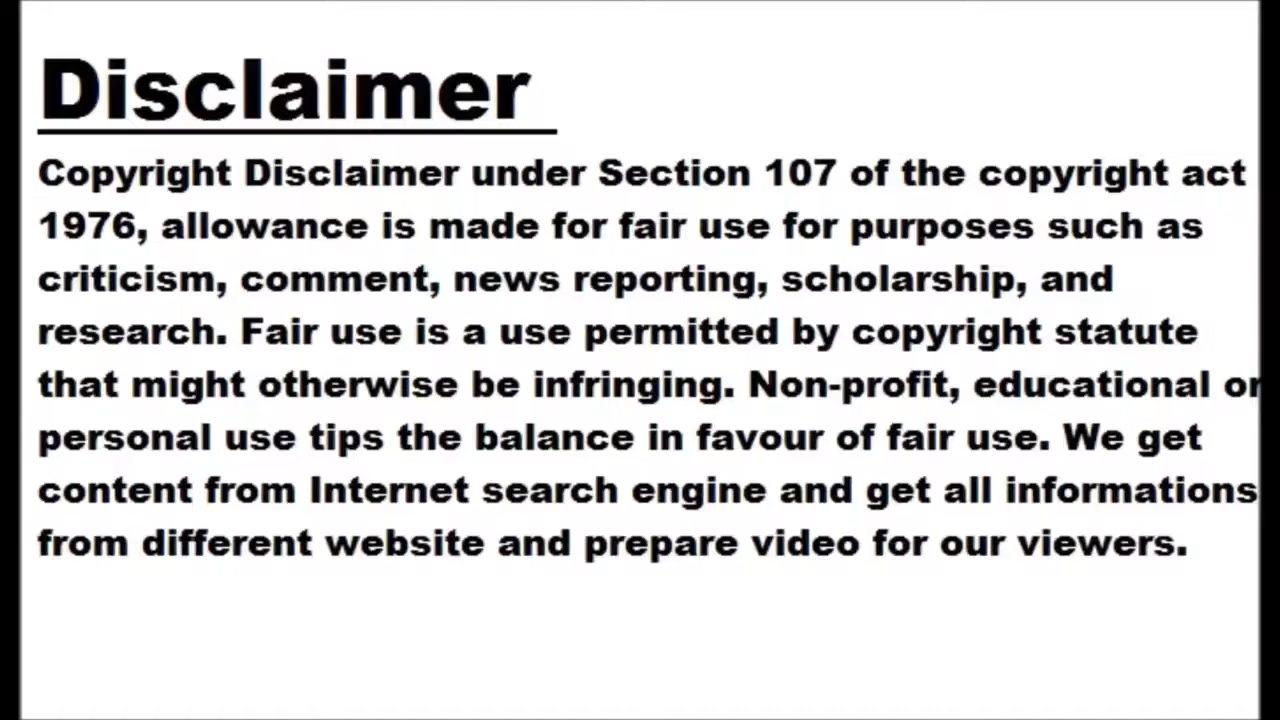 Disclaimer
Copyright Disclaimer under Section 107 of the copyright act
1976, allowance is made for fair use for purposes such as
criticism, comment, news reporting, scholarship, and
research. Fair use is a use permitted by copyright statute
that might otherwise be infringing. Non-profit, educational or
personal use tips the balance in favour of fair use. We get
content from Internet search engine and get all informations
from different website and prepare video for our viewers.